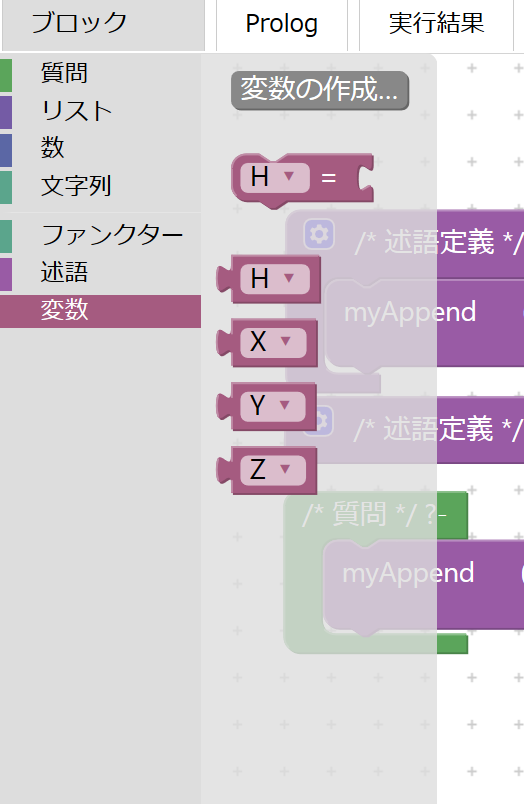 ブロック
Prolog
実行結果
質問
リスト
数
文字列
ファンクター
述語
変数
変数の作成...
H =
H
X
Y
Z
/* 述語定義 */
myAppend
/* 述語定義 */
/* 質問 */ ?-
myAppend (